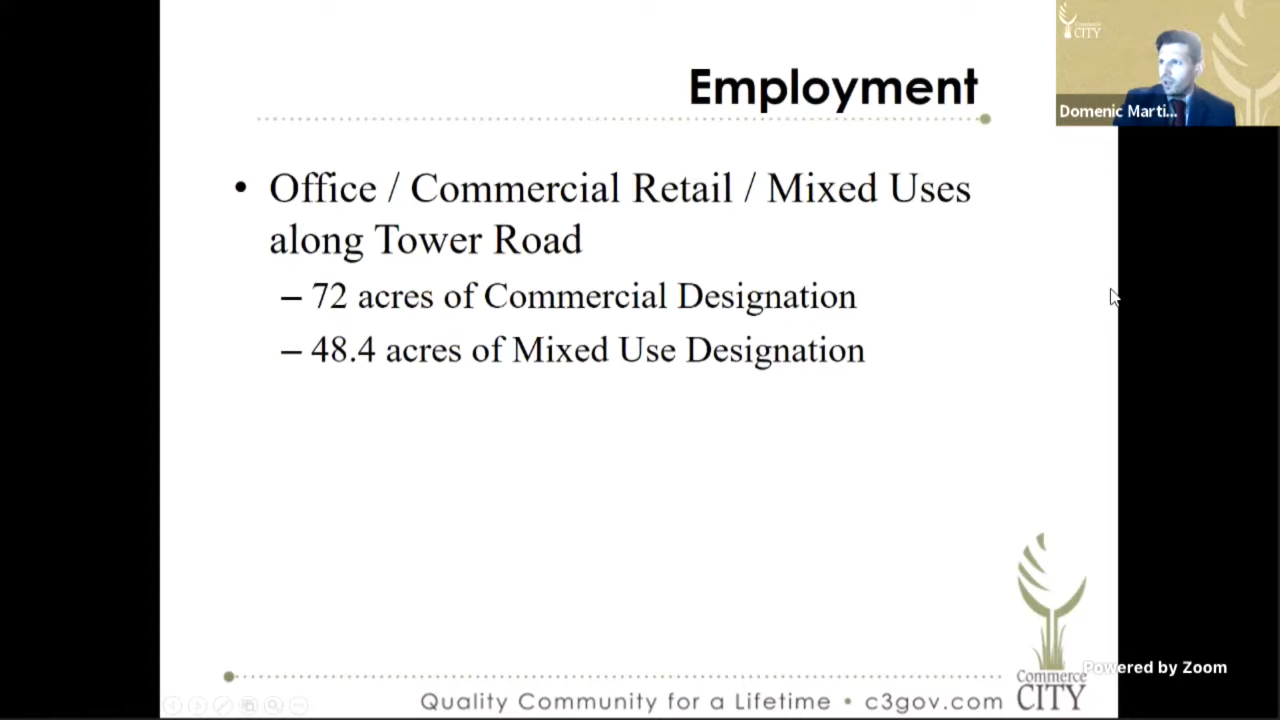 Employment
Commerce
CITY
Domenic Marti...
• Office / Commercial Retail / Mixed Uses
along Tower Road
– 72 acres of Commercial Designation
– 48.4 acres of Mixed Use Designation
Powered by Zoom
Quality Community for a Lifetime • c3gov.com
Commerce
CITY